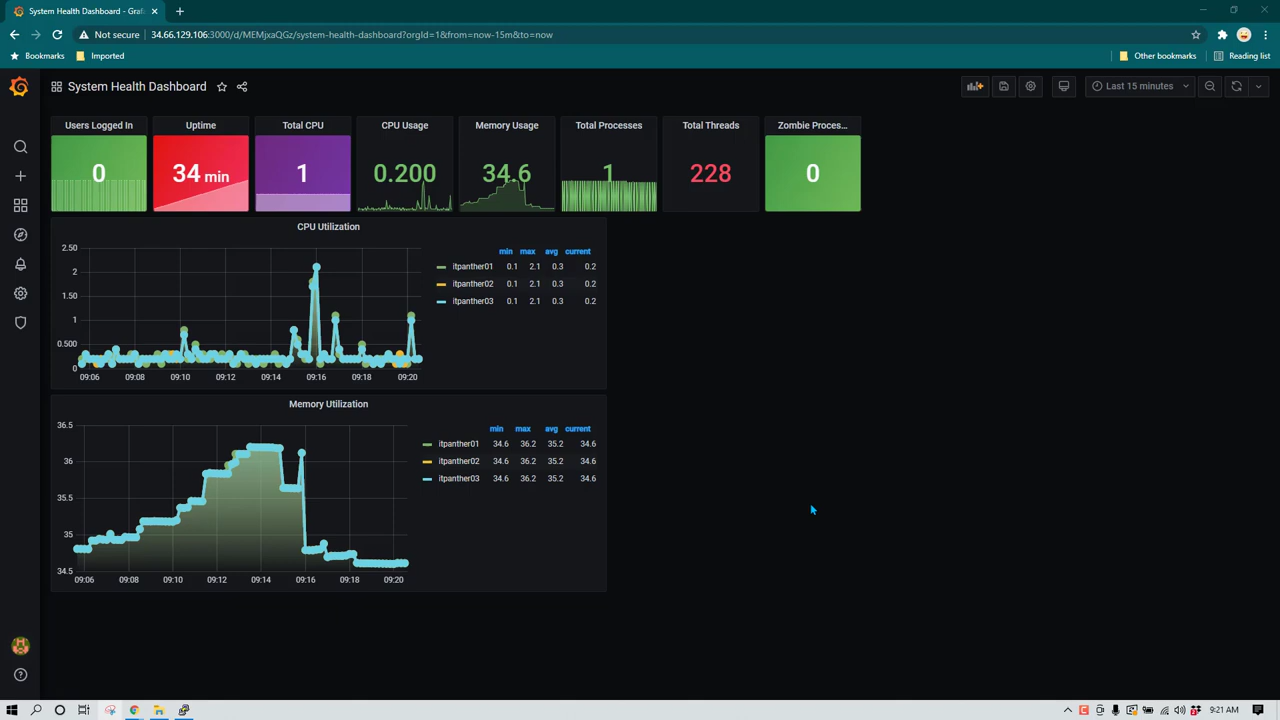 System Health Dashboard - Graf
Not secure 34.66.129.106:3000/d/MEMjxaQGz/system-health-dashboard?orgId=1&from=now-15m&to=now
Bookmarks Imported Other bookmarks Reading list
System Health Dashboard Last 15 minutes
Users Logged In Uptime Total CPU CPU Usage Memory Usage Total Processes Total Threads Zombie Proces...
0 34 min 1 0.200 34.6 1 228 0
CPU Utilization
2.50
2
1.50
1
0.500
0
09:06 09:08 09:10 09:12 09:14 09:16 09:18 09:20
min max avg current
itpanther01 0.1 2.1 0.3 0.2
itpanther02 0.1 2.1 0.3 0.2
itpanther03 0.1 2.1 0.3 0.2
Memory Utilization
36.5
36
35.5
35
34.5
09:06 09:08 09:10 09:12 09:14 09:16 09:18 09:20
min max avg current
itpanther01 34.6 36.2 35.2 34.6
itpanther02 34.6 36.2 35.2 34.6
itpanther03 34.6 36.2 35.2 34.6
9:21 AM